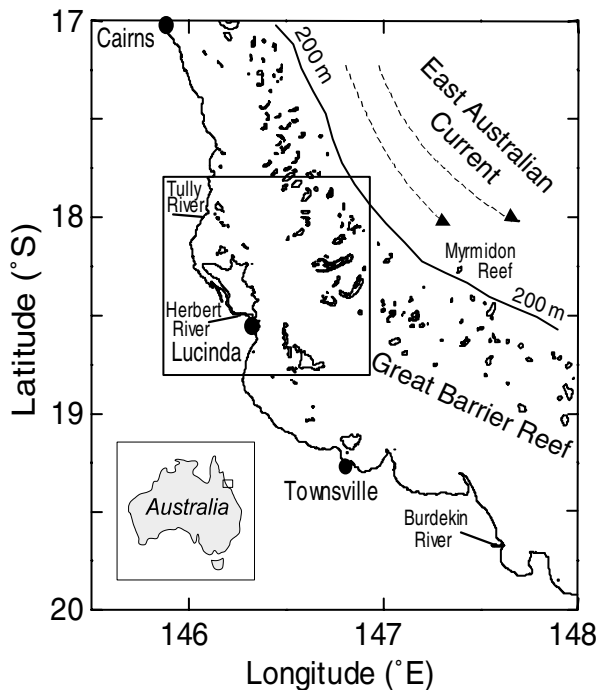 17
Cairns
200 m
East Australian
Current
Tully
River
18
Myrmidon
Reef
200 m
Herbert
River
Lucinda
Great Barrier Reef
19
Townsville
Australia
Burdekin
River
20
146
147
148
Latitude (˚S)
Longitude (˚E)